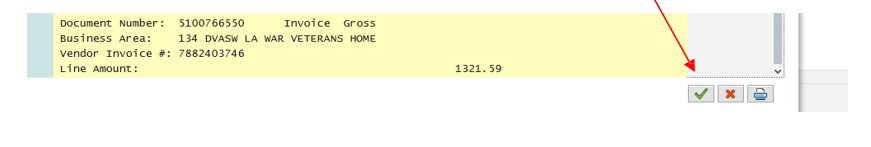 Document Number: 5100766550 Invoice Gross
Business Area: 134 DVASW LA WAR VETERANS HOME
Vendor Invoice #: 7882403746
Line Amount: 1321.59